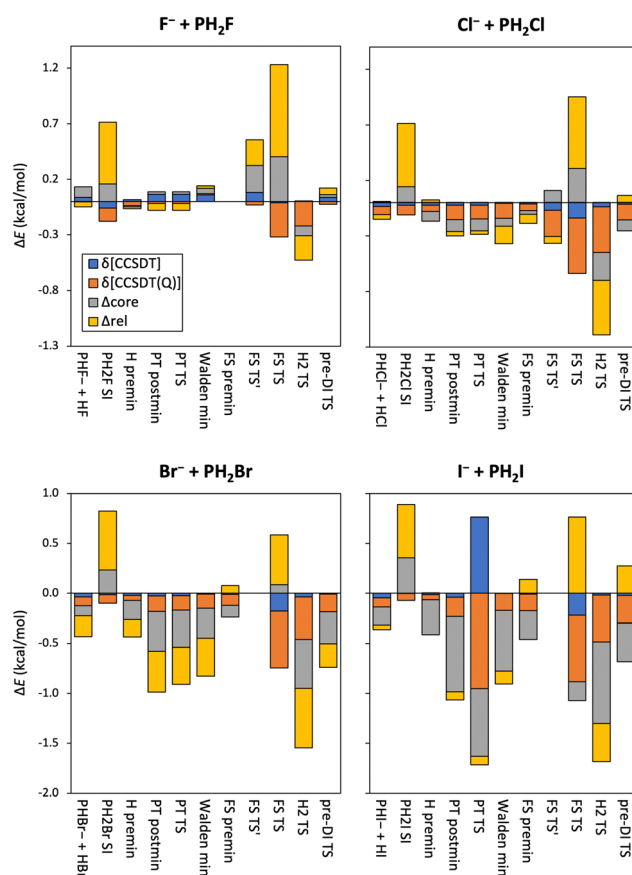 F⁻ + PH₂F
Cl⁻ + PH₂Cl
1.2
0.7
0.2
-0.3
-0.8
-1.3
ΔE (kcal/mol)
δ[CCSDT]
δ[CCSDT(Q)]
Δcore
Δrel
PHF− + HF
PH2F SI
H premin
PT postmin
PT TS
Walden min
FS premin
FS TS'
FS TS
H2 TS
pre-DI TS
PHCl− + HCl
PH2Cl SI
H premin
PT postmin
PT TS
Walden min
FS premin
FS TS'
FS TS
H2 TS
pre-DI TS
Br⁻ + PH₂Br
I⁻ + PH₂I
1.0
0.5
0.0
-0.5
-1.0
-1.5
-2.0
ΔE (kcal/mol)
PHBr− + HBr
PH2Br SI
H premin
PT postmin
PT TS
Walden min
FS premin
FS TS'
FS TS
H2 TS
pre-DI TS
PHI− + HI
PH2I SI
H premin
PT postmin
PT TS
Walden min
FS premin
FS TS'
FS TS
H2 TS
pre-DI TS